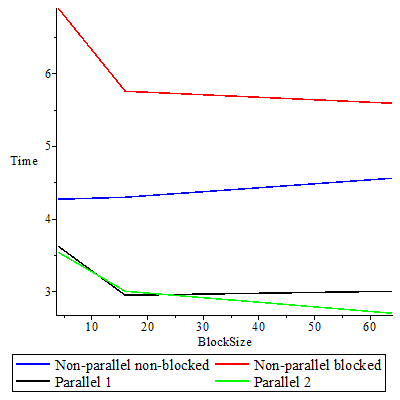 6
5
Time
4
3
10 20 30 40 50 60
BlockSize
Non-parallel non-blocked Non-parallel blocked
Parallel 1 Parallel 2